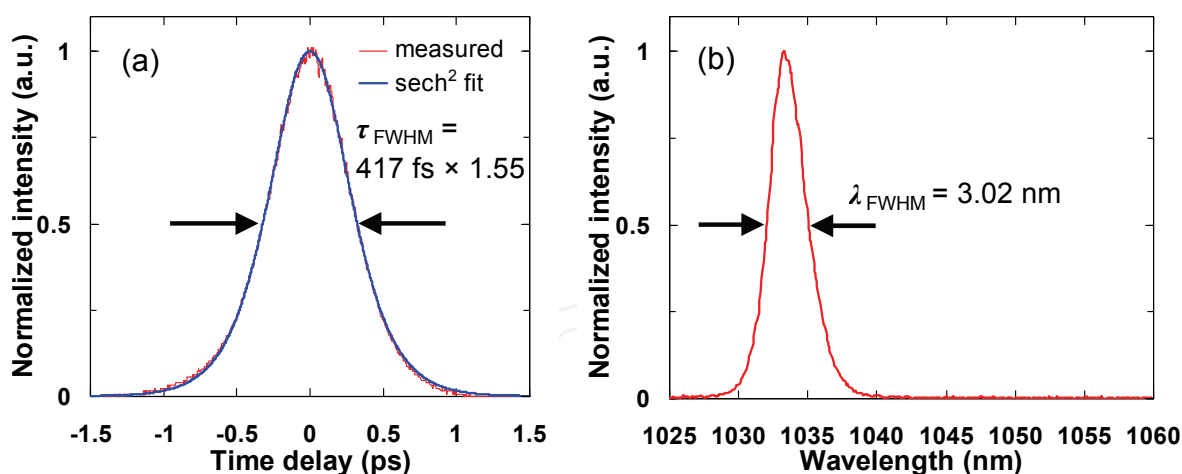 (a)
measured
sech² fit
τ FWHM =
417 fs × 1.55
Normalized intensity (a.u.)
1
0.5
0
-1.5 -1 -0.5 0 0.5 1 1.5
Time delay (ps)
(b)
λ FWHM = 3.02 nm
Normalized intensity (a.u.)
1
0.5
0
1025 1030 1035 1040 1045 1050 1055 1060
Wavelength (nm)